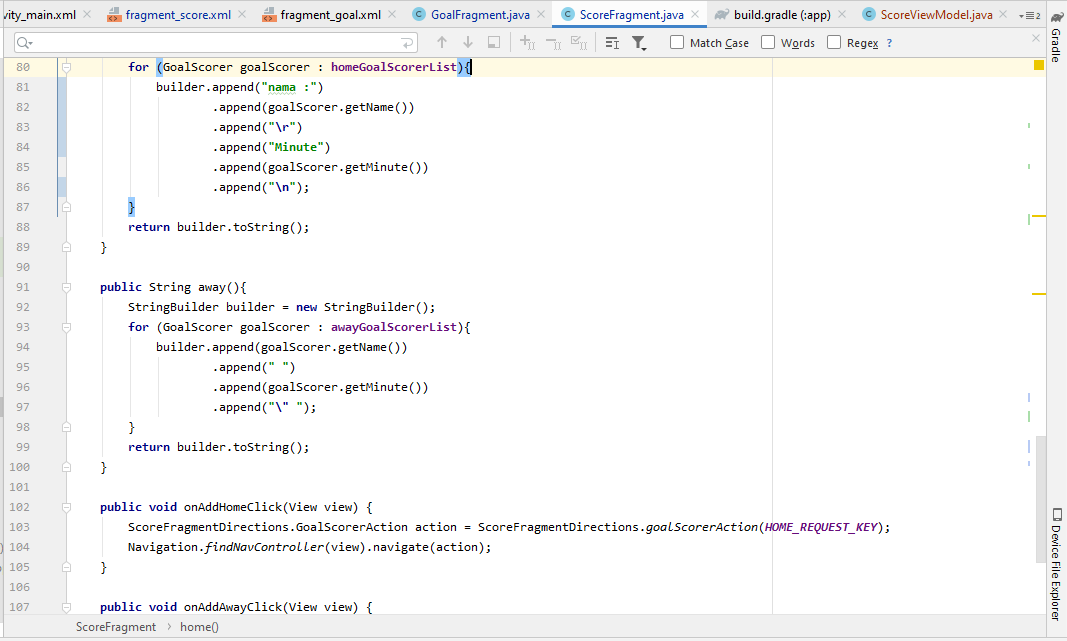 vity_main.xml fragment_score.xml fragment_goal.xml GoalFragment.java ScoreFragment.java build.gradle (:app) ScoreViewModel.java 2
Match Case Words Regex ?
Gradle
80 for (GoalScorer goalScorer : homeGoalScorerList){
81 builder.append("nama :")
82 .append(goalScorer.getName())
83 .append("\r")
84 .append("Minute")
85 .append(goalScorer.getMinute())
86 .append("\n");
87 }
88 return builder.toString();
89 }
90
91 public String away(){
92 StringBuilder builder = new StringBuilder();
93 for (GoalScorer goalScorer : awayGoalScorerList){
94 builder.append(goalScorer.getName())
95 .append(" ")
96 .append(goalScorer.getMinute())
97 .append("\" ");
98 }
99 return builder.toString();
100 }
101
102 public void onAddHomeClick(View view) {
103 ScoreFragmentDirections.GoalScorerAction action = ScoreFragmentDirections.goalScorerAction(HOME_REQUEST_KEY);
104 Navigation.findNavController(view).navigate(action);
105 }
106
107 public void onAddAwayClick(View view) {
Device File Explorer
ScoreFragment home()